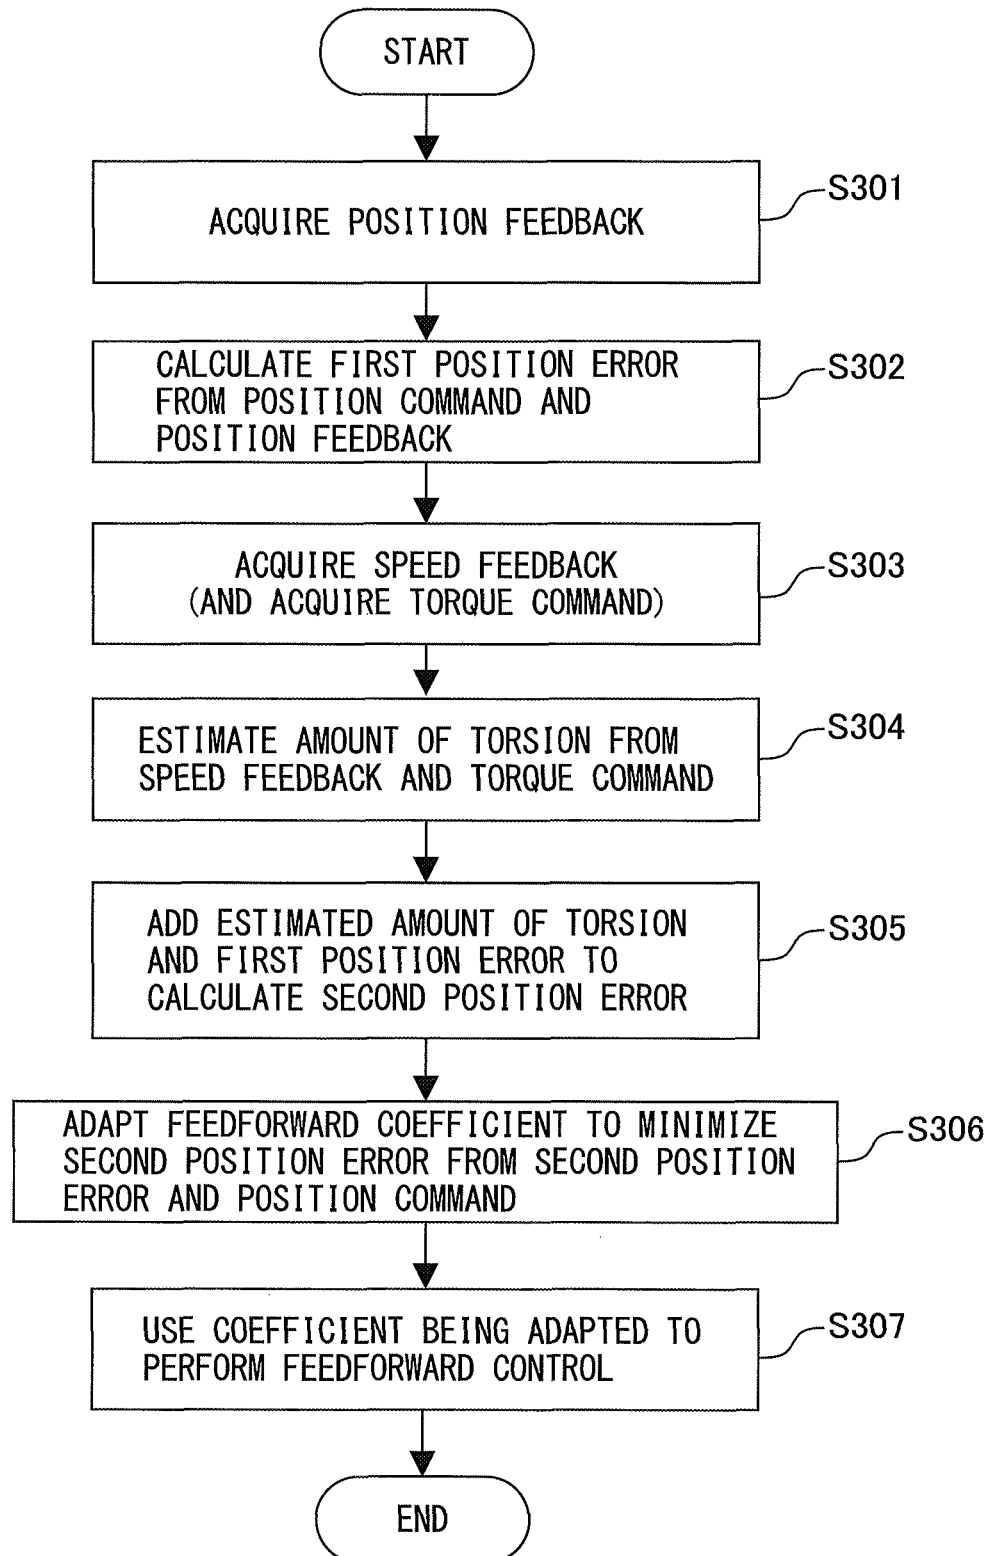 START
ACQUIRE POSITION FEEDBACK
S301
CALCULATE FIRST POSITION ERROR
FROM POSITION COMMAND AND
POSITION FEEDBACK
S302
ACQUIRE SPEED FEEDBACK
(AND ACQUIRE TORQUE COMMAND)
S303
ESTIMATE AMOUNT OF TORSION FROM
SPEED FEEDBACK AND TORQUE COMMAND
S304
ADD ESTIMATED AMOUNT OF TORSION
AND FIRST POSITION ERROR TO
CALCULATE SECOND POSITION ERROR
S305
ADAPT FEEDFORWARD COEFFICIENT TO MINIMIZE
SECOND POSITION ERROR FROM SECOND POSITION
ERROR AND POSITION COMMAND
S306
USE COEFFICIENT BEING ADAPTED TO
PERFORM FEEDFORWARD CONTROL
S307
END